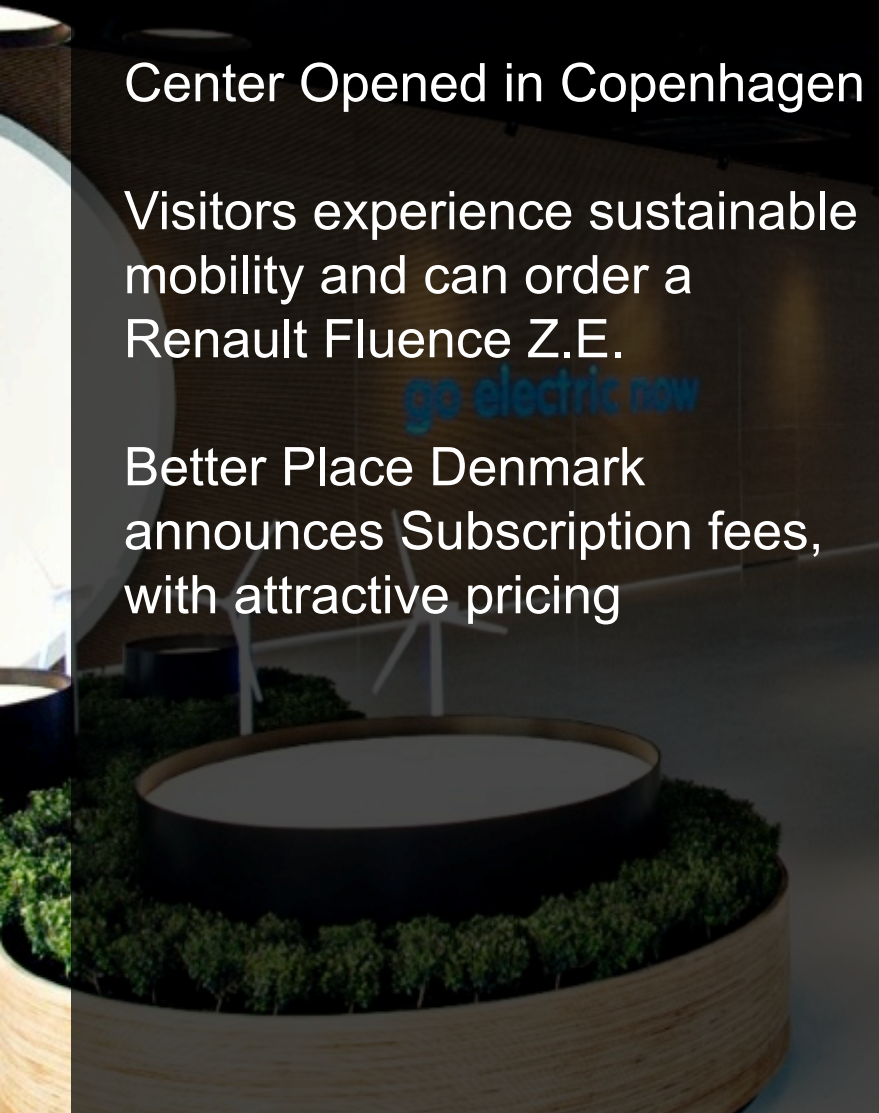 Center Opened in Copenhagen
Visitors experience sustainable
mobility and can order a
Renault Fluence Z.E.
go electric now
Better Place Denmark
announces Subscription fees,
with attractive pricing